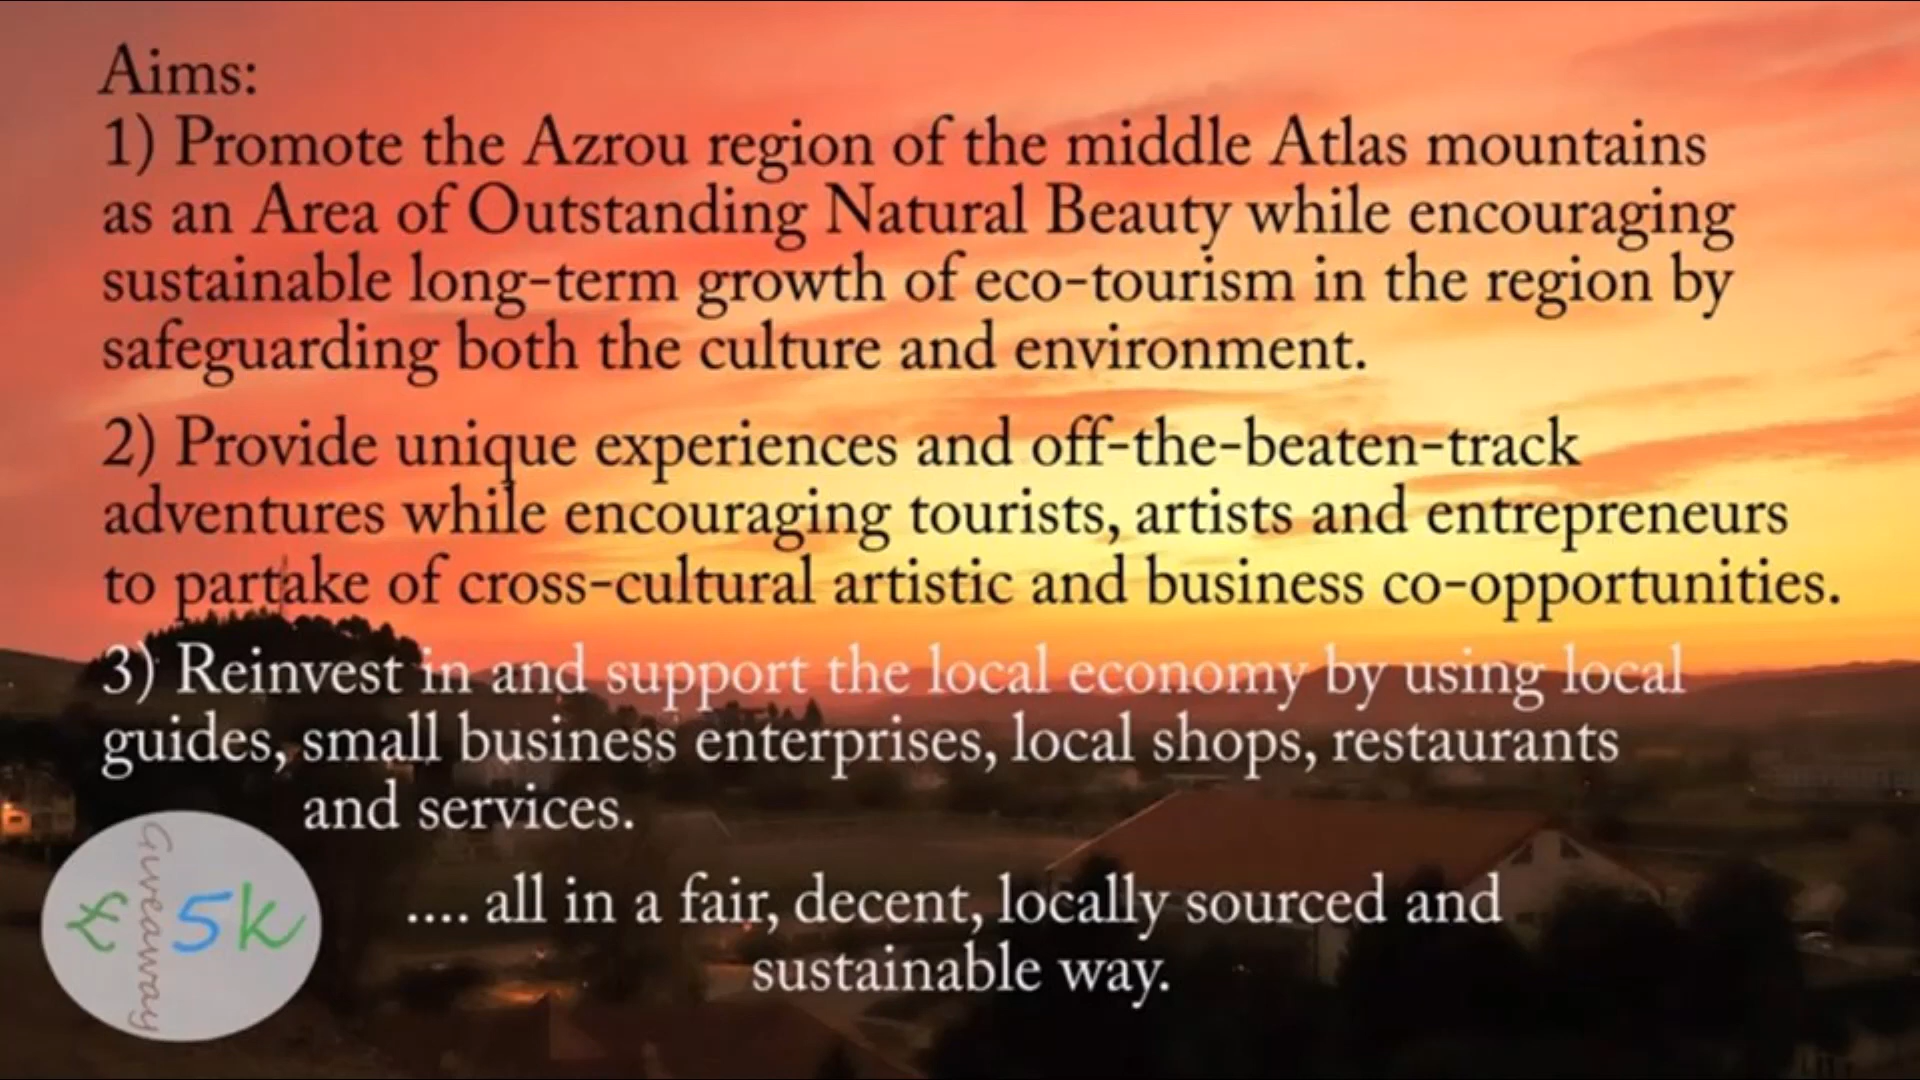 Aims:
1) Promote the Azrou region of the middle Atlas mountains
as an Area of Outstanding Natural Beauty while encouraging
sustainable long-term growth of eco-tourism in the region by
safeguarding both the culture and environment.
2) Provide unique experiences and off-the-beaten-track
adventures while encouraging tourists, artists and entrepreneurs
to partake of cross-cultural artistic and business co-opportunities.
3) Reinvest in and support the local economy by using local
guides, small business enterprises, local shops, restaurants
and services.
.... all in a fair, decent, locally sourced and
sustainable way.
£5k
Giveaway